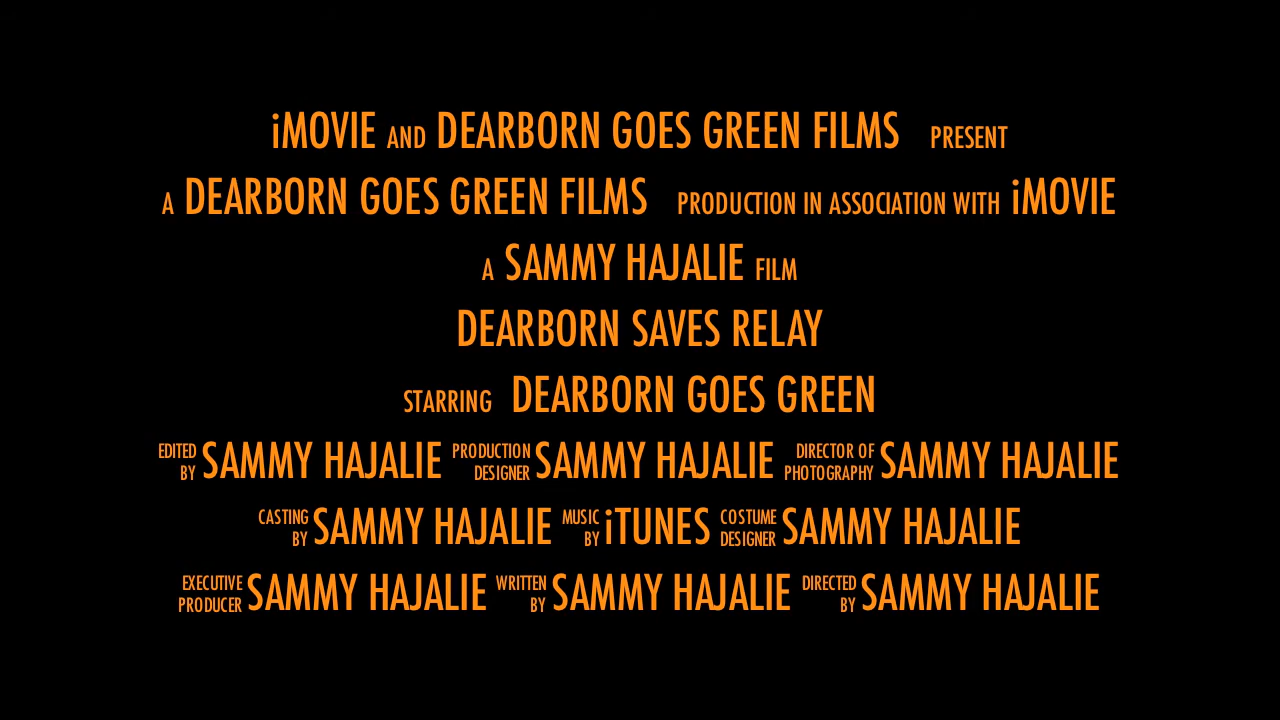 iMOVIE AND DEARBORN GOES GREEN FILMS PRESENT
A DEARBORN GOES GREEN FILMS PRODUCTION IN ASSOCIATION WITH iMOVIE
A SAMMY HAJALIE FILM
DEARBORN SAVES RELAY
STARRING DEARBORN GOES GREEN
EDITED BY SAMMY HAJALIE PRODUCTION DESIGNER SAMMY HAJALIE DIRECTOR OF PHOTOGRAPHY SAMMY HAJALIE
CASTING BY SAMMY HAJALIE MUSIC BY iTUNES COSTUME DESIGNER SAMMY HAJALIE
EXECUTIVE PRODUCER SAMMY HAJALIE WRITTEN BY SAMMY HAJALIE DIRECTED BY SAMMY HAJALIE